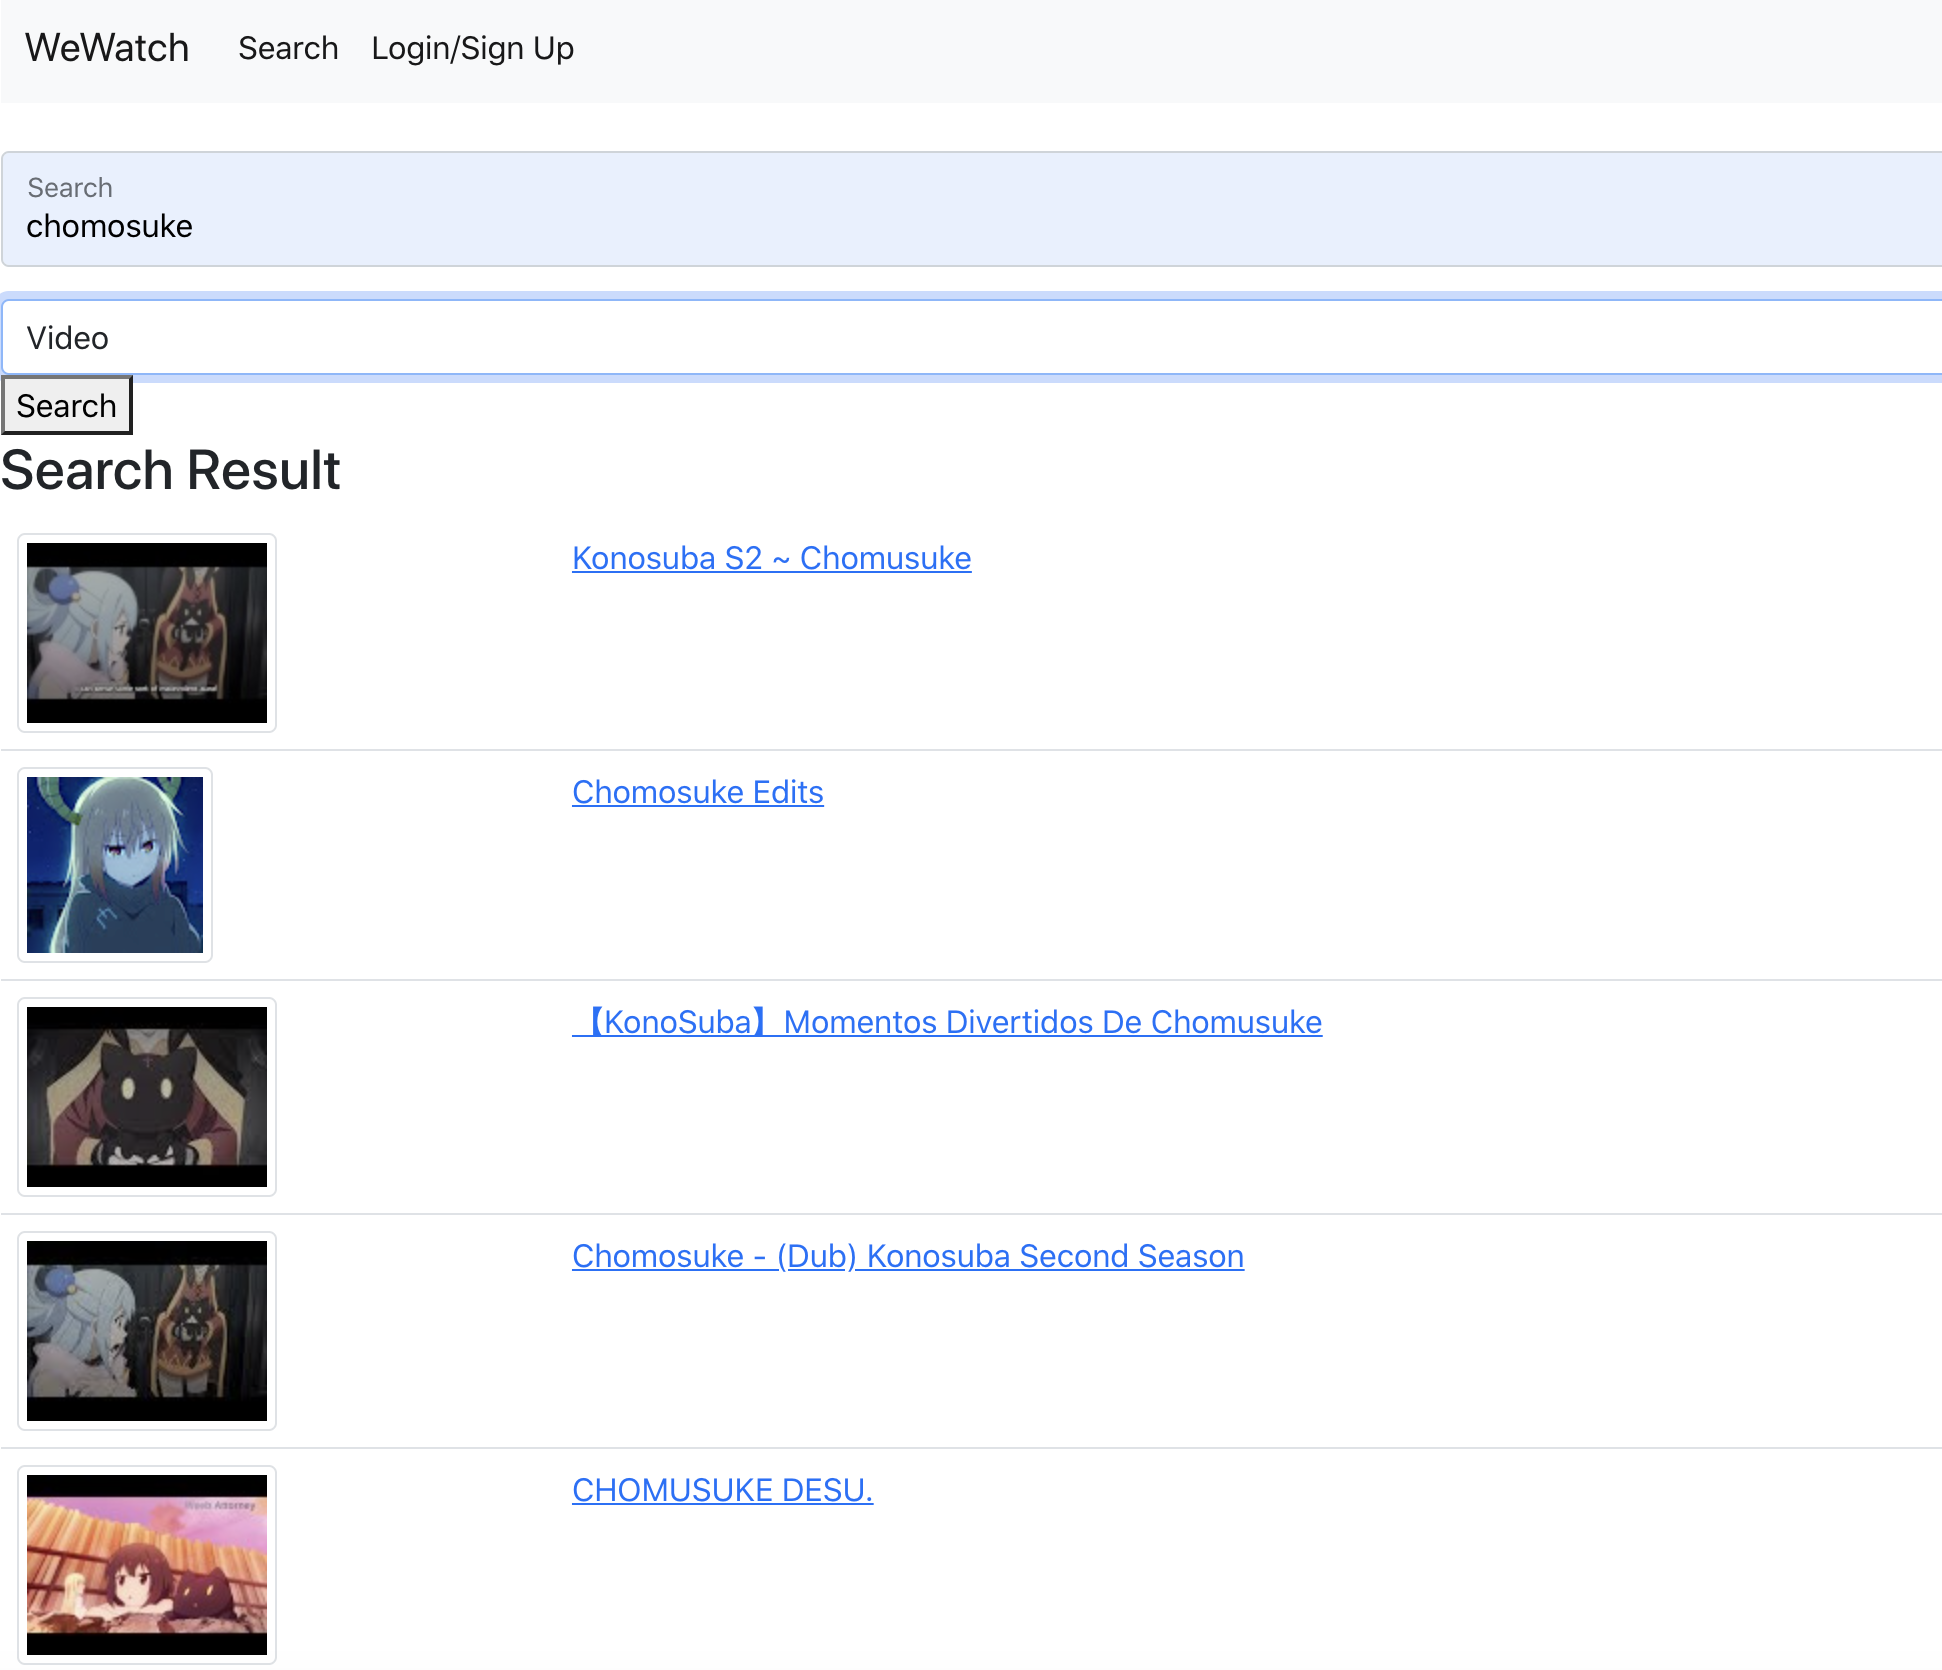 WeWatch Search Login/Sign Up
Search
chomosuke
Video
Search
Search Result
Konosuba S2 ~ Chomusuke
Chomosuke Edits
【KonoSuba】Momentos Divertidos De Chomusuke
Chomosuke - (Dub) Konosuba Second Season
CHOMUSUKE DESU.
Attorney